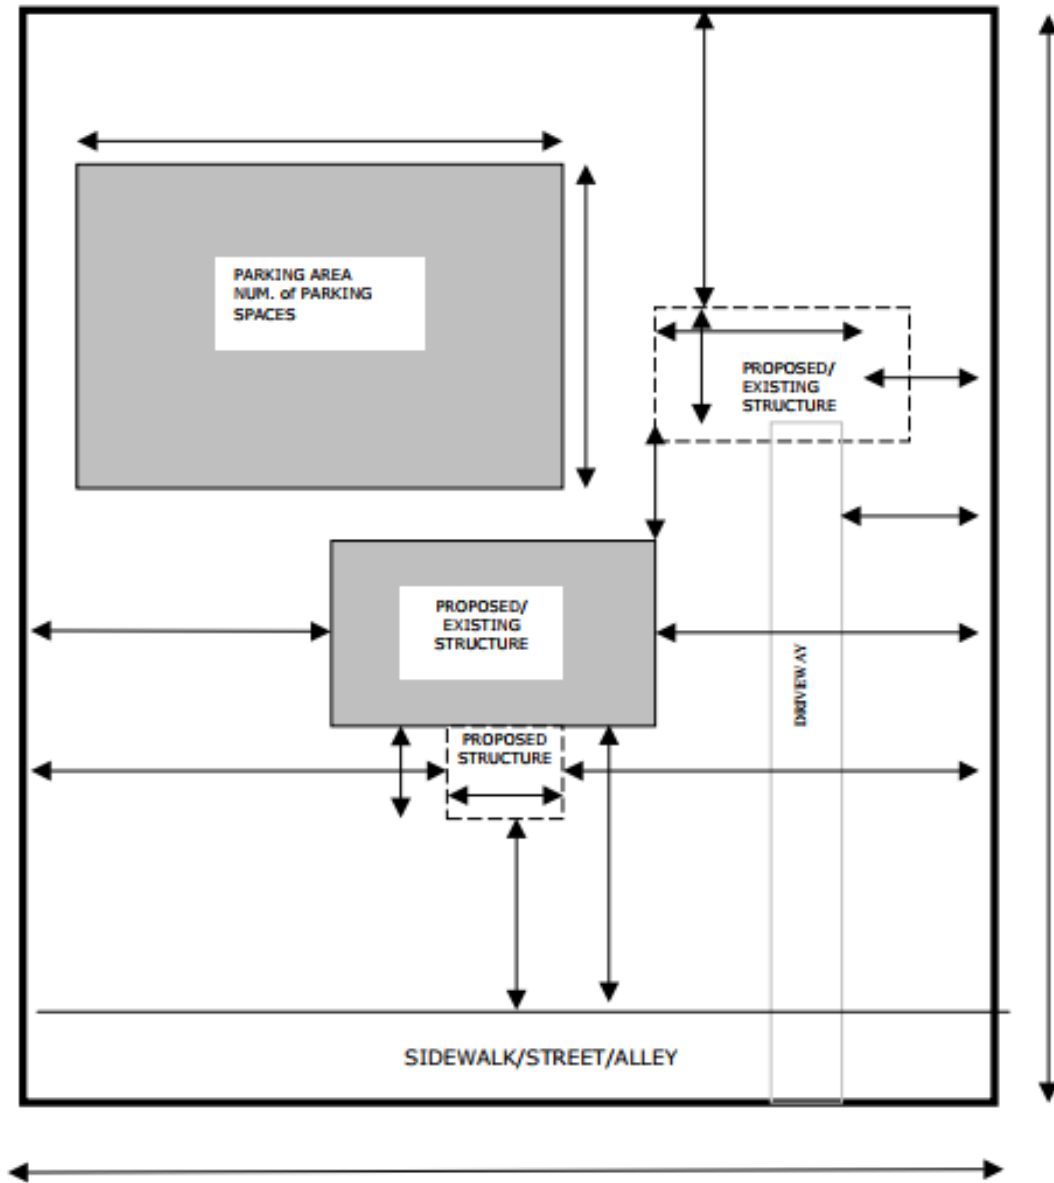 PARKING AREA
NUM. of PARKING
SPACES
PROPOSED/
EXISTING
STRUCTURE
PROPOSED/
EXISTING
STRUCTURE
DRIVEWAY
PROPOSED
STRUCTURE
SIDEWALK/STREET/ALLEY